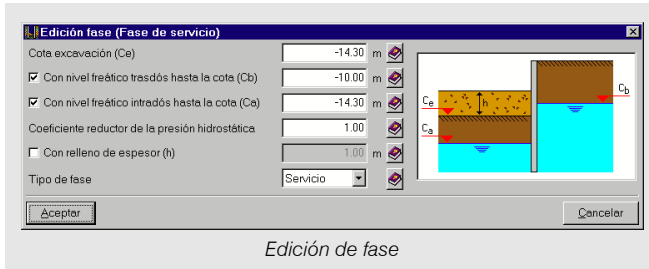 Edición fase (Fase de servicio)
Cota excavación (Ce) -14.30 m
Con nivel freático trasdós hasta la cota (Cb) -10.00 m
Con nivel freático intradós hasta la cota (Ca) -14.30 m
Coeficiente reductor de la presión hidrostática 1.00
Con relleno de espesor (h) 1.00 m
Tipo de fase Servicio
Ce h Cb
Ca
Aceptar Cancelar
Edición de fase